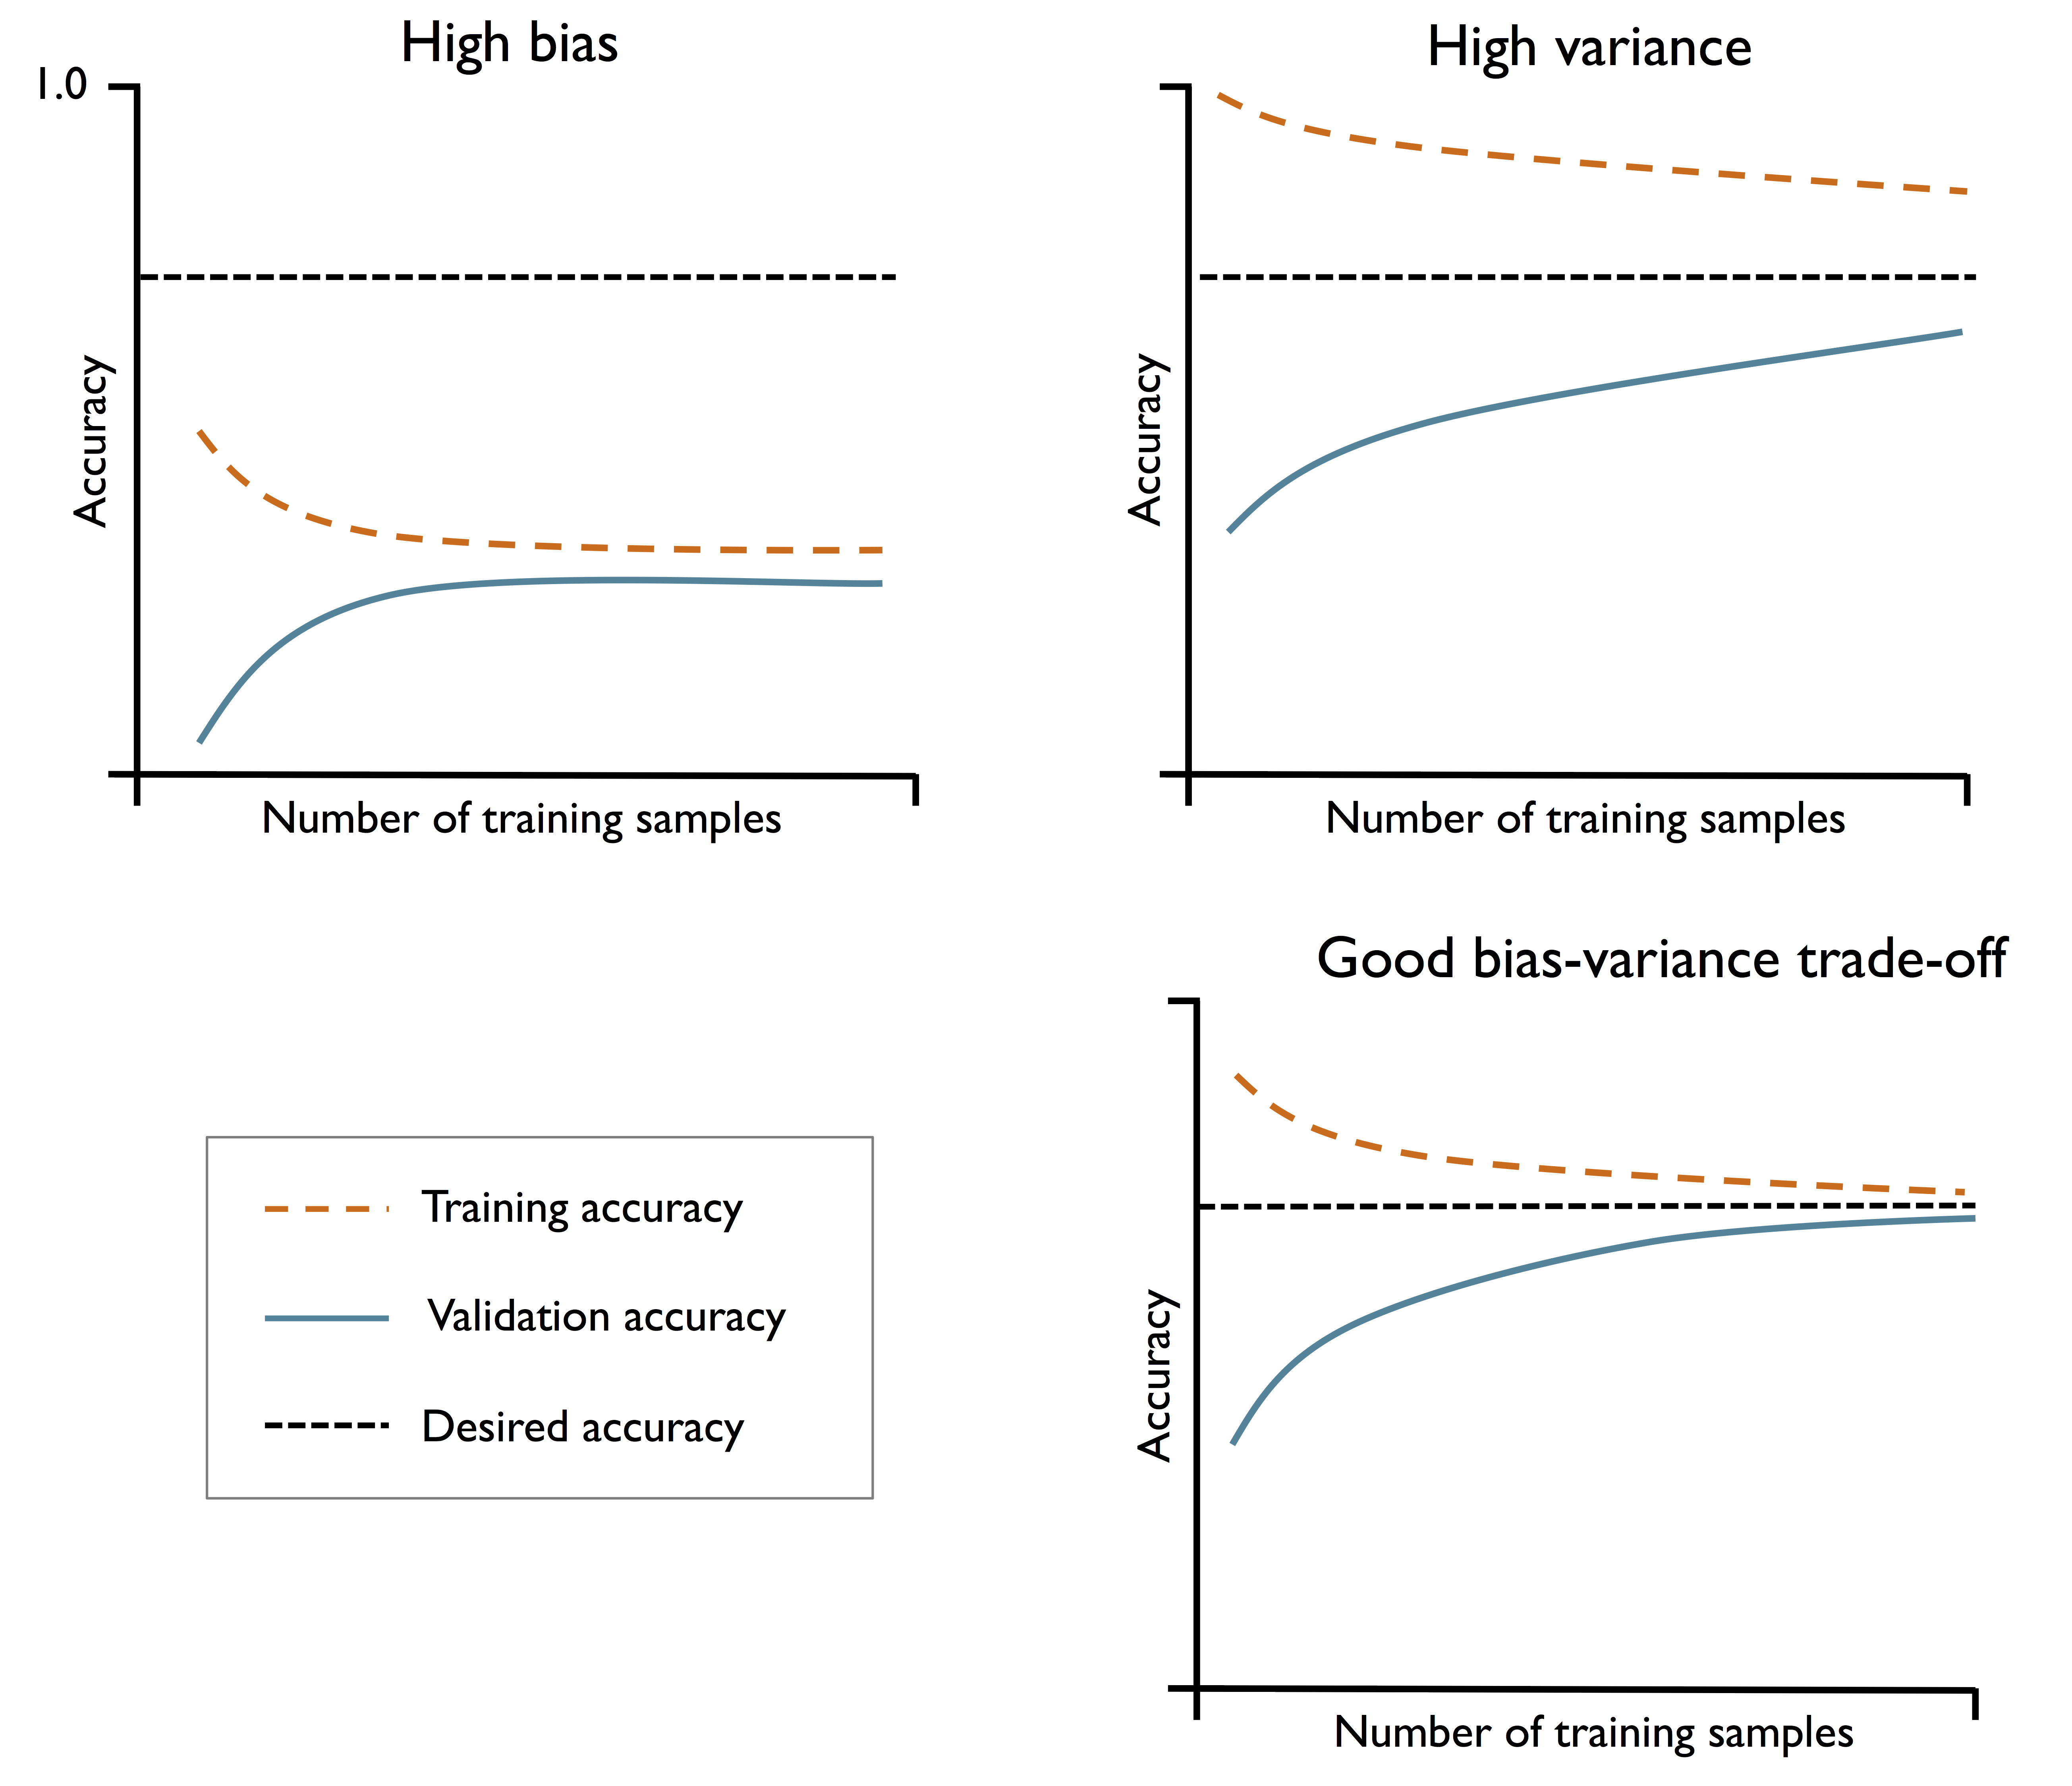 High bias
1.0
Accuracy
Number of training samples
High variance
Accuracy
Number of training samples
Good bias-variance trade-off
Accuracy
Number of training samples
Training accuracy
Validation accuracy
Desired accuracy